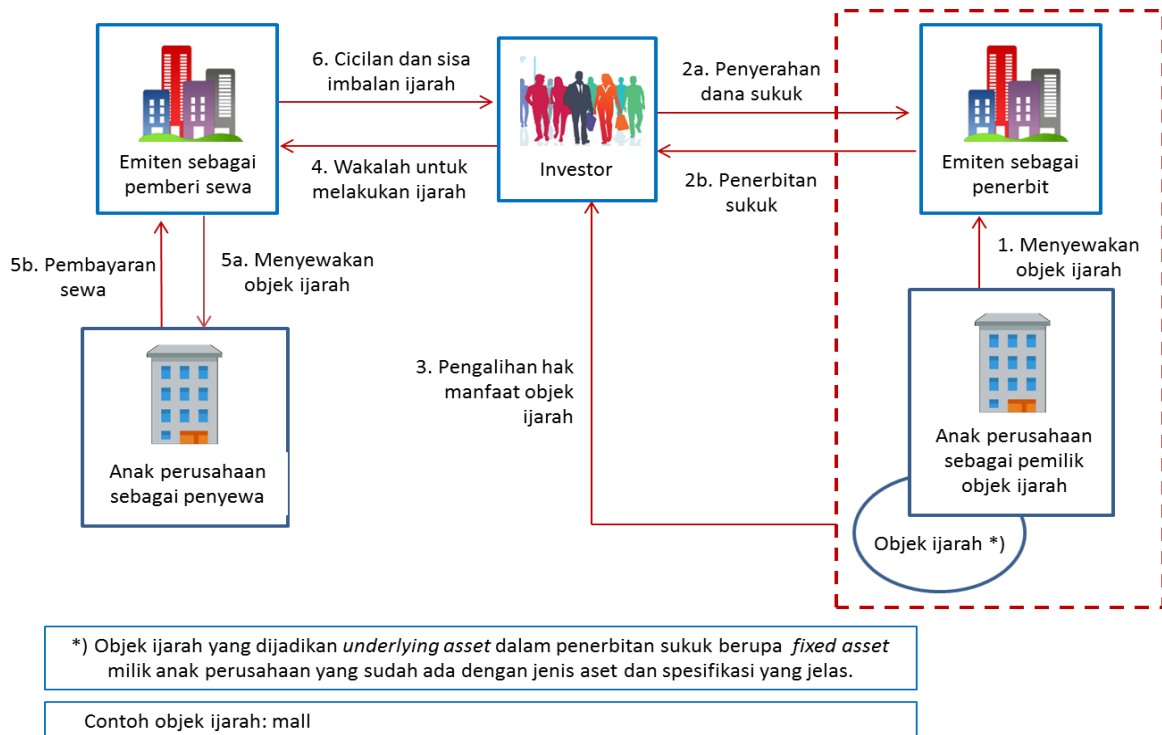 6. Cicilan dan sisa
imbalan ijarah
2a. Penyerahan
dana sukuk
Emiten sebagai
pemberi sewa
4. Wakalah untuk
melakukan ijarah
Investor
2b. Penerbitan
sukuk
Emiten sebagai
penerbit
5b. Pembayaran
sewa
5a. Menyewakan
objek ijarah
1. Menyewakan
objek ijarah
3. Pengalihan hak
manfaat objek
ijarah
Anak perusahaan
sebagai penyewa
Anak perusahaan
sebagai pemilik
objek ijarah
Objek ijarah *)
*) Objek ijarah yang dijadikan underlying asset dalam penerbitan sukuk berupa fixed asset
milik anak perusahaan yang sudah ada dengan jenis aset dan spesifikasi yang jelas.
Contoh objek ijarah: mall